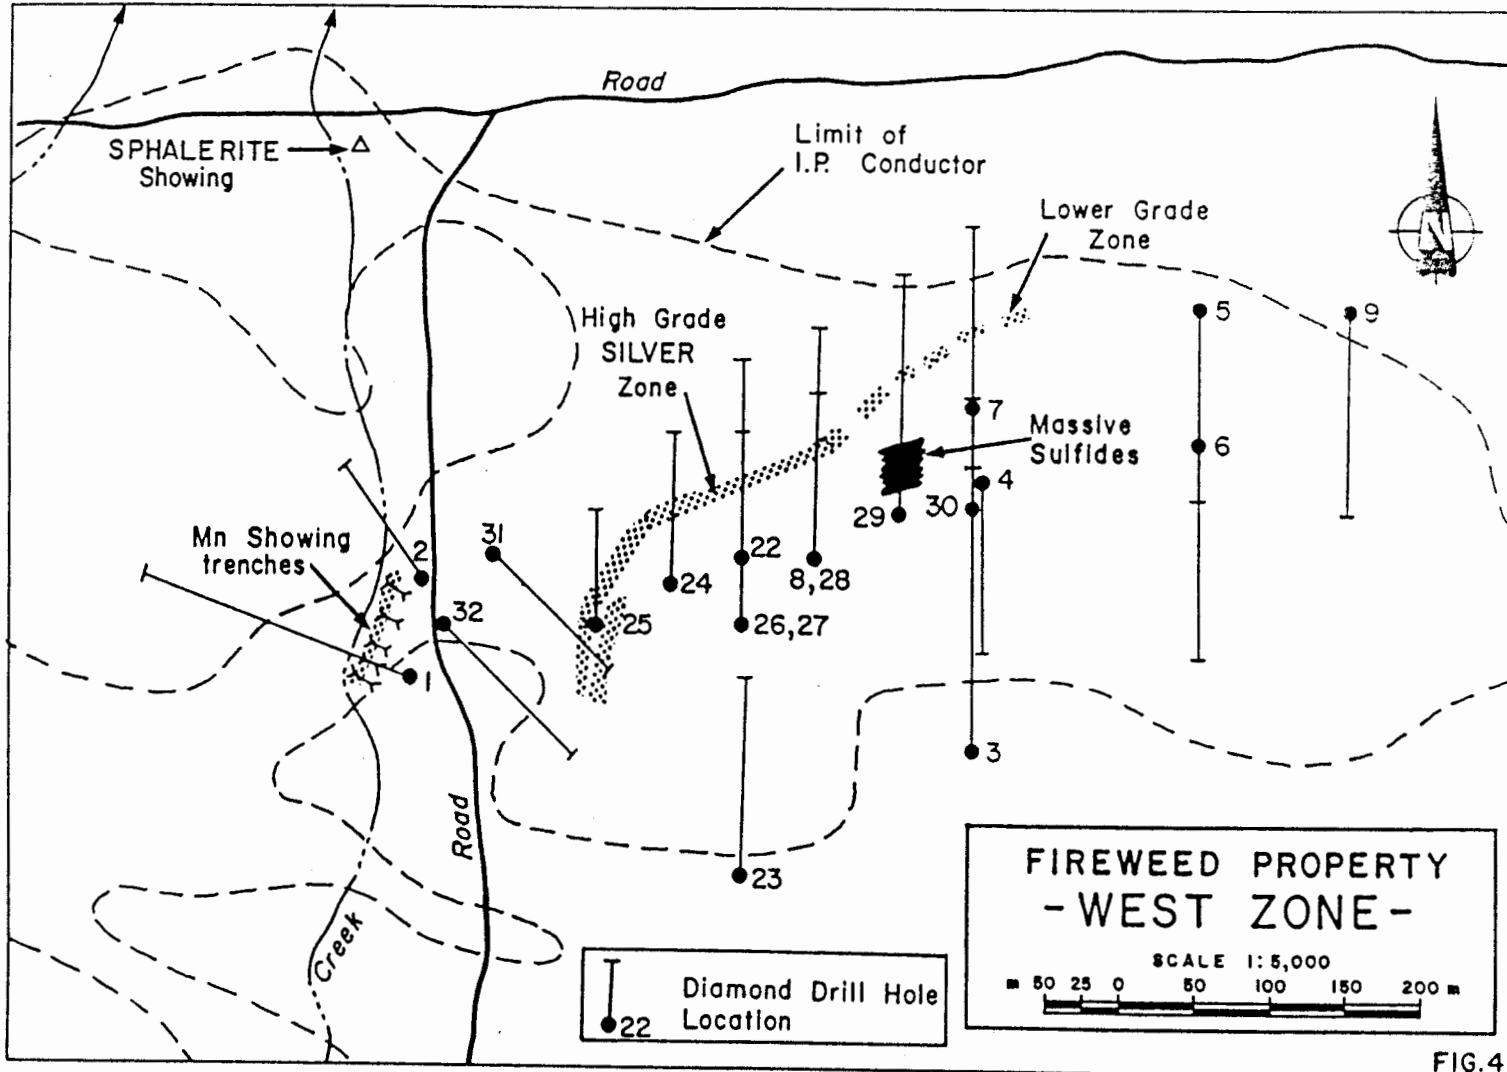 Road
SPHALERITE
Showing
Limit of
I.P. Conductor
Lower Grade
Zone
N
High Grade
SILVER
Zone
5
9
7
Massive
Sulfides
6
4
29
30
Mn Showing
trenches
2
31
22
24
8,28
32
25
26,27
1
3
23
Road
Creek
FIREWEED PROPERTY
-WEST ZONE-
SCALE 1:5,000
m 50 25 0 50 100 150 200 m
Diamond Drill Hole
Location
22
FIG.4